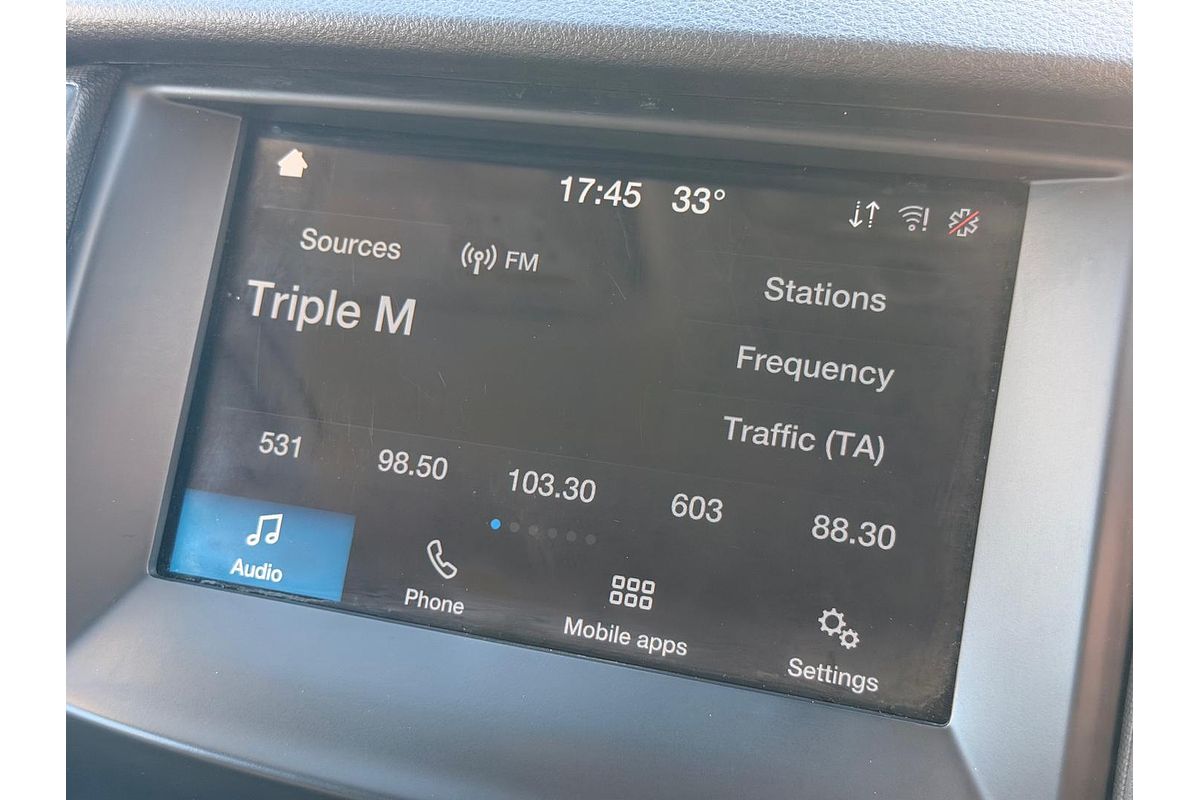 17:45 33°
Sources FM
Stations
Triple M
Frequency
Traffic (TA)
531 98.50 103.30 603 88.30
Audio Phone Mobile apps Settings